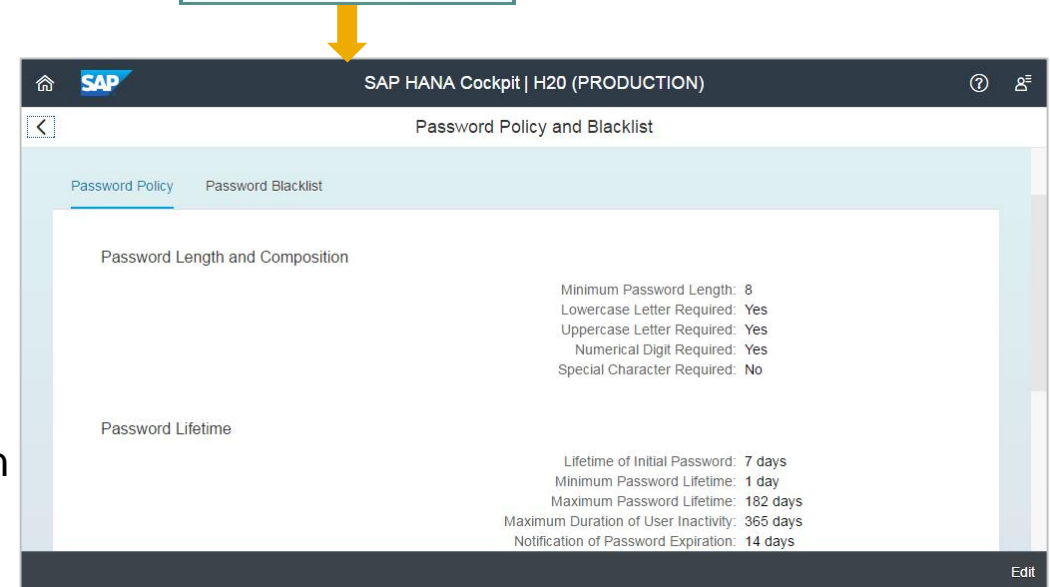 SAP
SAP HANA Cockpit | H20 (PRODUCTION)
Password Policy and Blacklist
Password Policy
Password Blacklist
Password Length and Composition
Minimum Password Length: 8
Lowercase Letter Required: Yes
Uppercase Letter Required: Yes
Numerical Digit Required: Yes
Special Character Required: No
Password Lifetime
Lifetime of Initial Password: 7 days
Minimum Password Lifetime: 1 day
Maximum Password Lifetime: 182 days
Maximum Duration of User Inactivity: 365 days
Notification of Password Expiration: 14 days
Edit